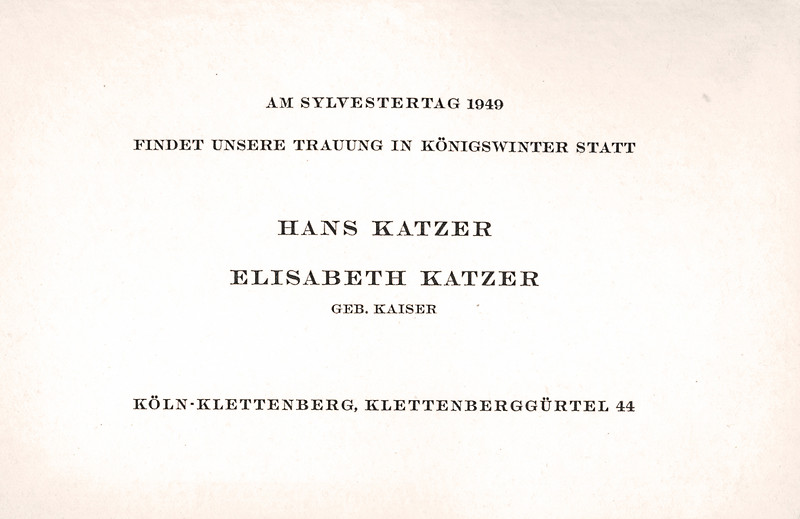 AM SYLVESTERTAG 1949
FINDET UNSERE TRAUUNG IN KÖNIGSWINTER STATT
HANS KATZER
ELISABETH KATZER
GEB. KAISER
KÖLN-KLETTENBERG, KLETTENBERGGÜRTEL 44